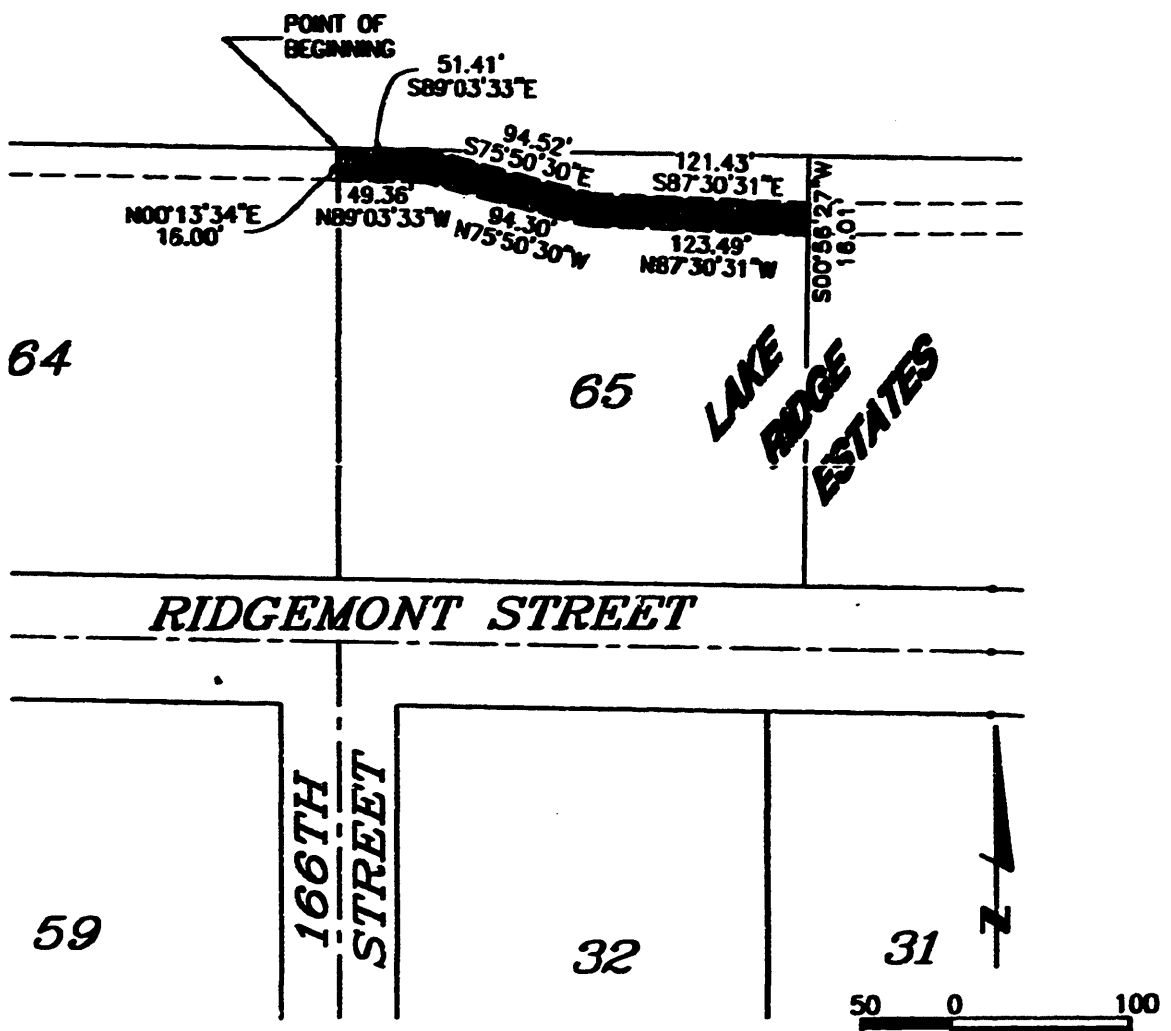 POINT OF
BEGINNING
51.41'
S89°03'33"E
94.52'
S75°50'30"E
121.43'
S87°30'31"E
S00°56'27"W
16.01'
N00°13'34"E
16.00'
49.36'
N89°03'33"W
94.30'
N75°50'30"W
123.49'
N87°30'31"W
64
65
LAKE
RIDGE
ESTATES
RIDGEMONT STREET
166TH
STREET
59
32
31
N
50 0 100